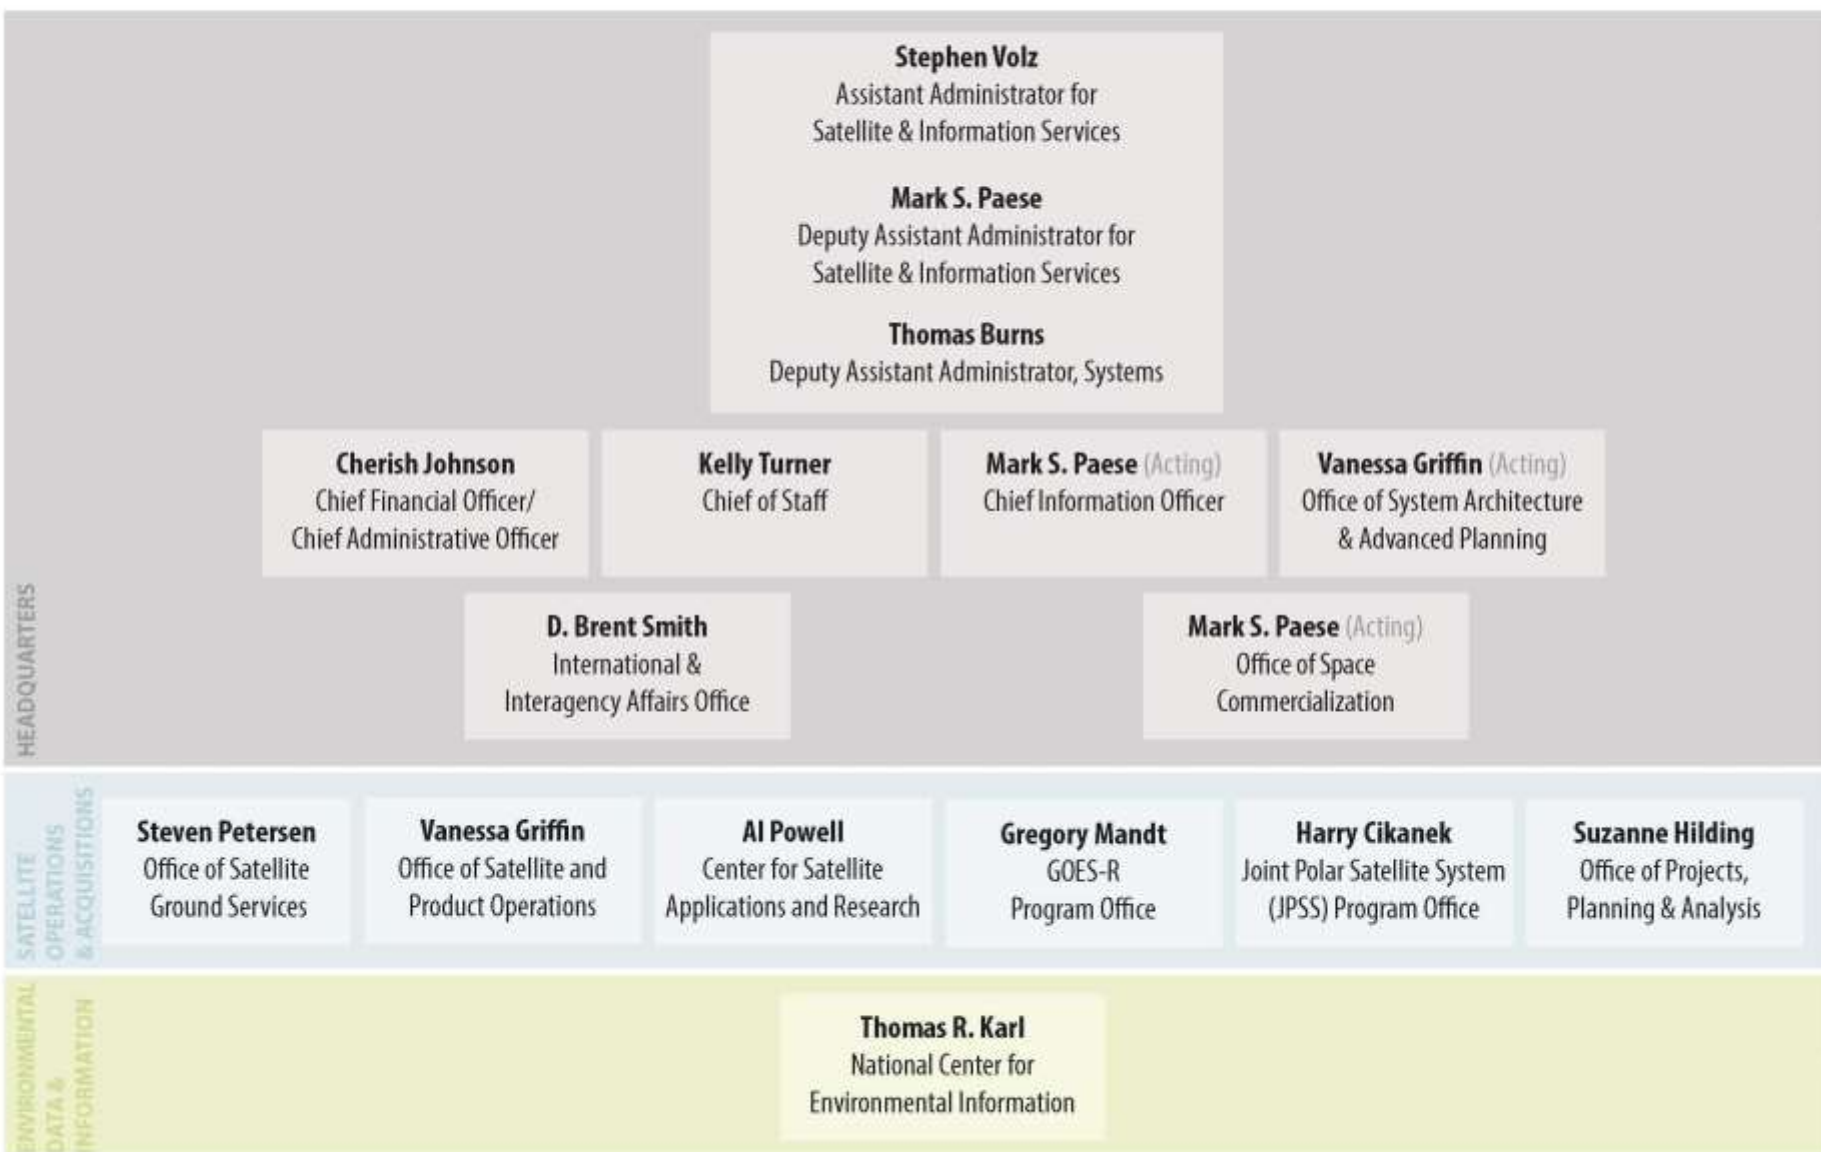 Stephen Volz
Assistant Administrator for
Satellite & Information Services
Mark S. Paese
Deputy Assistant Administrator for
Satellite & Information Services
Thomas Burns
Deputy Assistant Administrator, Systems
Cherish Johnson
Chief Financial Officer/
Chief Administrative Officer
Kelly Turner
Chief of Staff
Mark S. Paese (Acting)
Chief Information Officer
Vanessa Griffin (Acting)
Office of System Architecture
& Advanced Planning
D. Brent Smith
International &
Interagency Affairs Office
Mark S. Paese (Acting)
Office of Space
Commercialization
HEADQUARTERS
SATELLITE
OPERATIONS
& ACQUISITIONS
Steven Petersen
Office of Satellite
Ground Services
Vanessa Griffin
Office of Satellite and
Product Operations
Al Powell
Center for Satellite
Applications and Research
Gregory Mandt
GOES-R
Program Office
Harry Cikanek
Joint Polar Satellite System
(JPSS) Program Office
Suzanne Hilding
Office of Projects,
Planning & Analysis
ENVIRONMENTAL
DATA &
INFORMATION
Thomas R. Karl
National Center for
Environmental Information